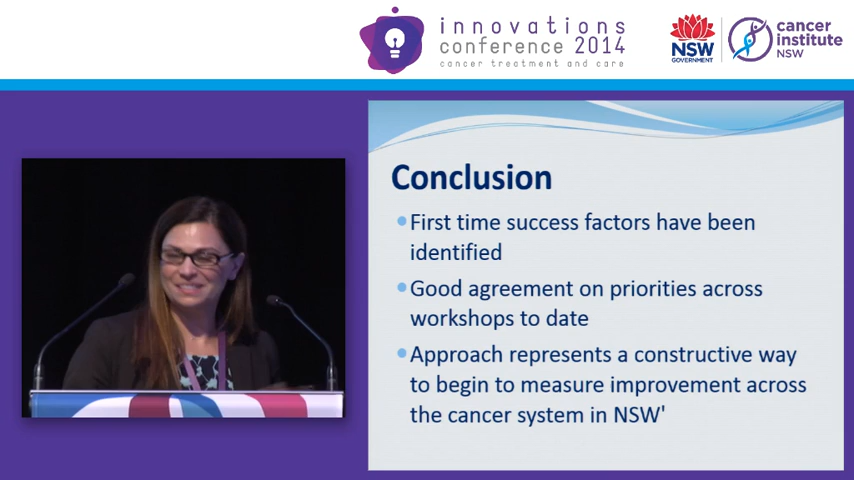 innovations
conference 2014
cancer treatment and care
NSW
GOVERNMENT
cancer
institute
NSW
Conclusion
First time success factors have been
identified
Good agreement on priorities across
workshops to date
Approach represents a constructive way
to begin to measure improvement across
the cancer system in NSW'